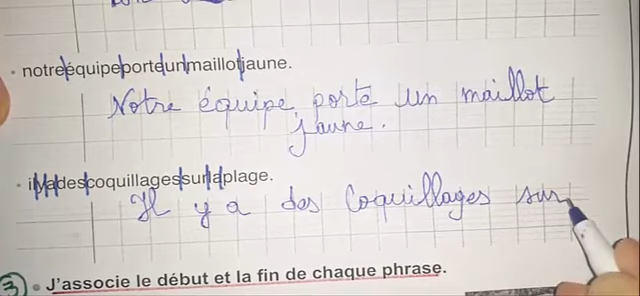 notreéquipeporteunmaillotjaune.
Notre équipe porte un maillot
jaune.
ilyadescoquillagessurlaplage.
Il y a des coquillages sur
3 J'associe le début et la fin de chaque phrase.